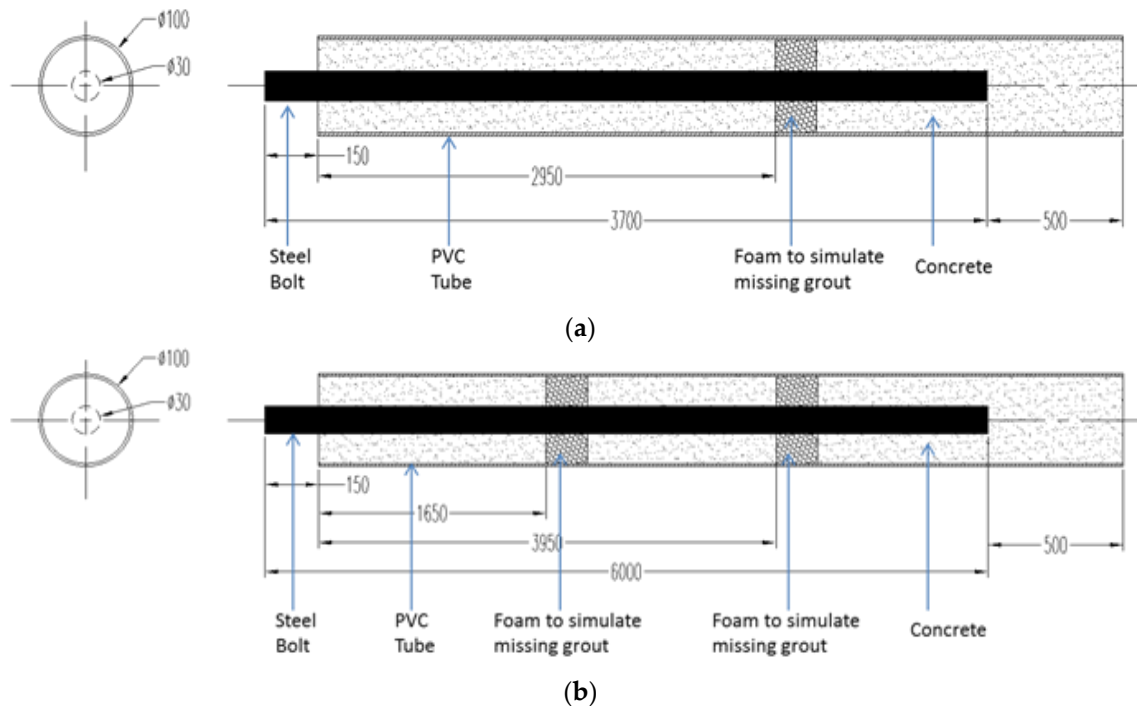 ø100
ø30
150
2950
3700
500
Steel
Bolt
PVC
Tube
Foam to simulate
missing grout
Concrete
(a)
ø100
ø30
150
1650
3950
500
6000
Steel
Bolt
PVC
Tube
Foam to simulate
missing grout
Foam to simulate
missing grout
Concrete
(b)